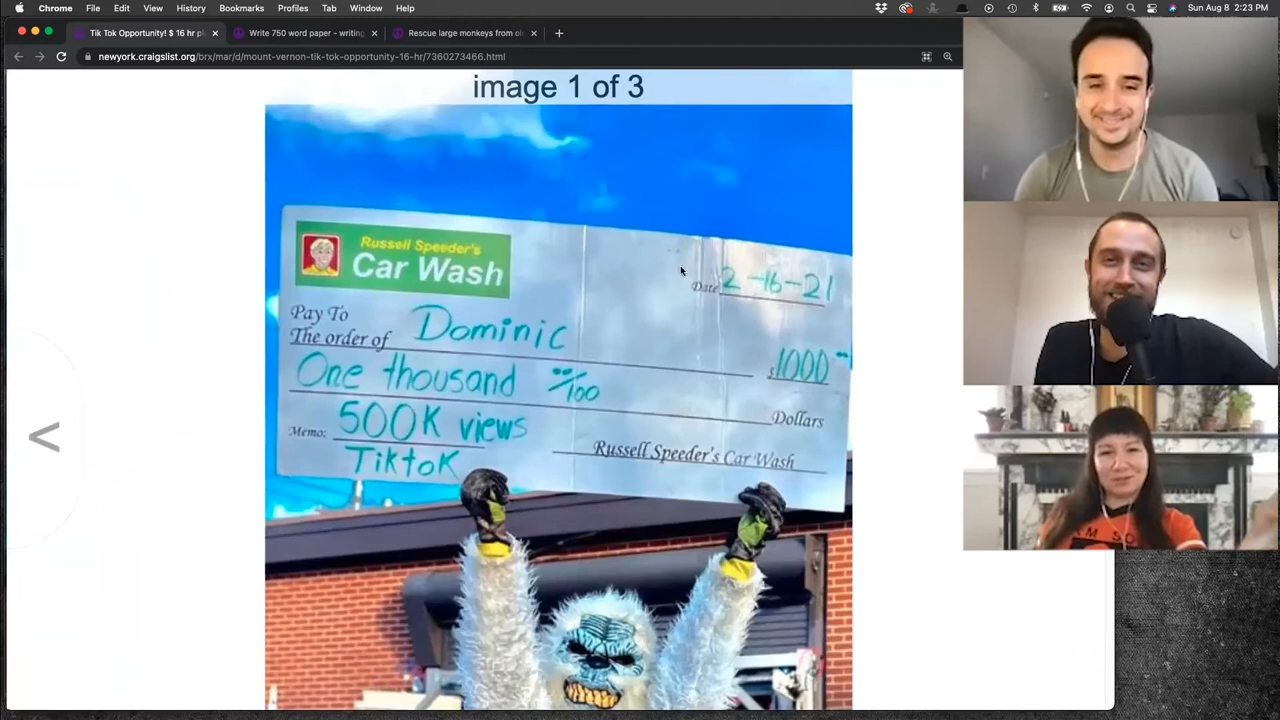 Chrome File Edit View History Bookmarks Profiles Tab Window Help Sun Aug 8 2:23 PM
Tik Tok Opportunity! $ 16 hr Write 750 word paper - writing Rescue large monkeys from
newyork.craigslist.org/brx/mar/d/mount-vernon-tik-tok-opportunity-16-hr/7360273466.html
image 1 of 3
Russell Speeder's
Car Wash
Date 2-16-21
Pay To
The order of Dominic $1000
One thousand 00/100 Dollars
Memo: 500K views
TikToK
Russell Speeder's Car Wash